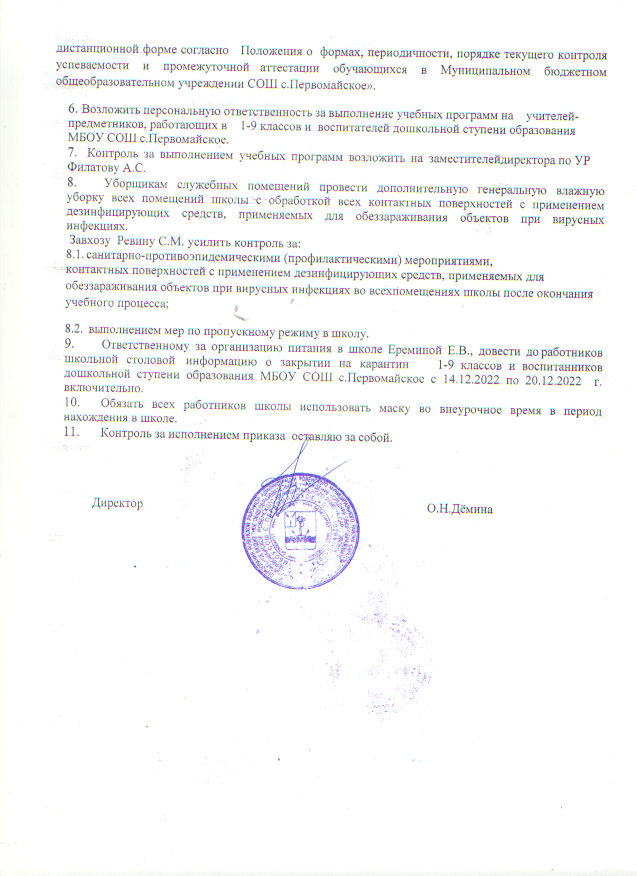 дистанционной форме согласно Положения о формах, периодичности, порядке текущего контроля
успеваемости и промежуточной аттестации обучающихся в Муниципальном бюджетном
общеобразовательном учреждении СОШ с.Первомайское».
6. Возложить персональную ответственность за выполнение учебных программ на учителей-
предметников, работающих в 1-9 классов и воспитателей дошкольной ступени образования
МБОУ СОШ с.Первомайское.
7. Контроль за выполнением учебных программ возложить на заместителейдиректора по УР
Филатову А.С.
8. Уборщикам служебных помещений провести дополнительную генеральную влажную
уборку всех помещений школы с обработкой всех контактных поверхностей с применением
дезинфицирующих средств, применяемых для обеззараживания объектов при вирусных
инфекциях.
Завхозу Ревину С.М. усилить контроль за:
8.1. санитарно-противоэпидемическими (профилактическими) мероприятиями,
контактных поверхностей с применением дезинфицирующих средств, применяемых для
обеззараживания объектов при вирусных инфекциях во всехпомещениях школы после окончания
учебного процесса;
8.2. выполнением мер по пропускному режиму в школу.
9. Ответственному за организацию питания в школе Ереминой Е.В., довести до работников
школьной столовой информацию о закрытии на карантин 1-9 классов и воспитанников
дошкольной ступени образования МБОУ СОШ с.Первомайское с 14.12.2022 по 20.12.2022 г.
включительно.
10. Обязать всех работников школы использовать маску во внеурочное время в период
нахождения в школе.
11. Контроль за исполнением приказа оставляю за собой.
Директор О.Н.Дёмина